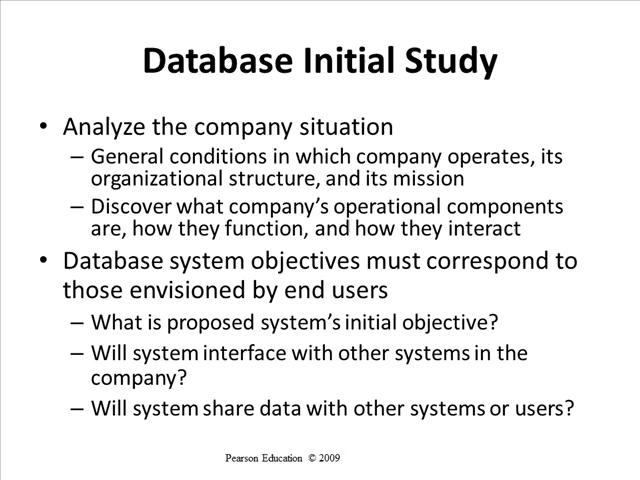 Database Initial Study
• Analyze the company situation
– General conditions in which company operates, its
organizational structure, and its mission
– Discover what company’s operational components
are, how they function, and how they interact
• Database system objectives must correspond to
those envisioned by end users
– What is proposed system’s initial objective?
– Will system interface with other systems in the
company?
– Will system share data with other systems or users?
Pearson Education © 2009